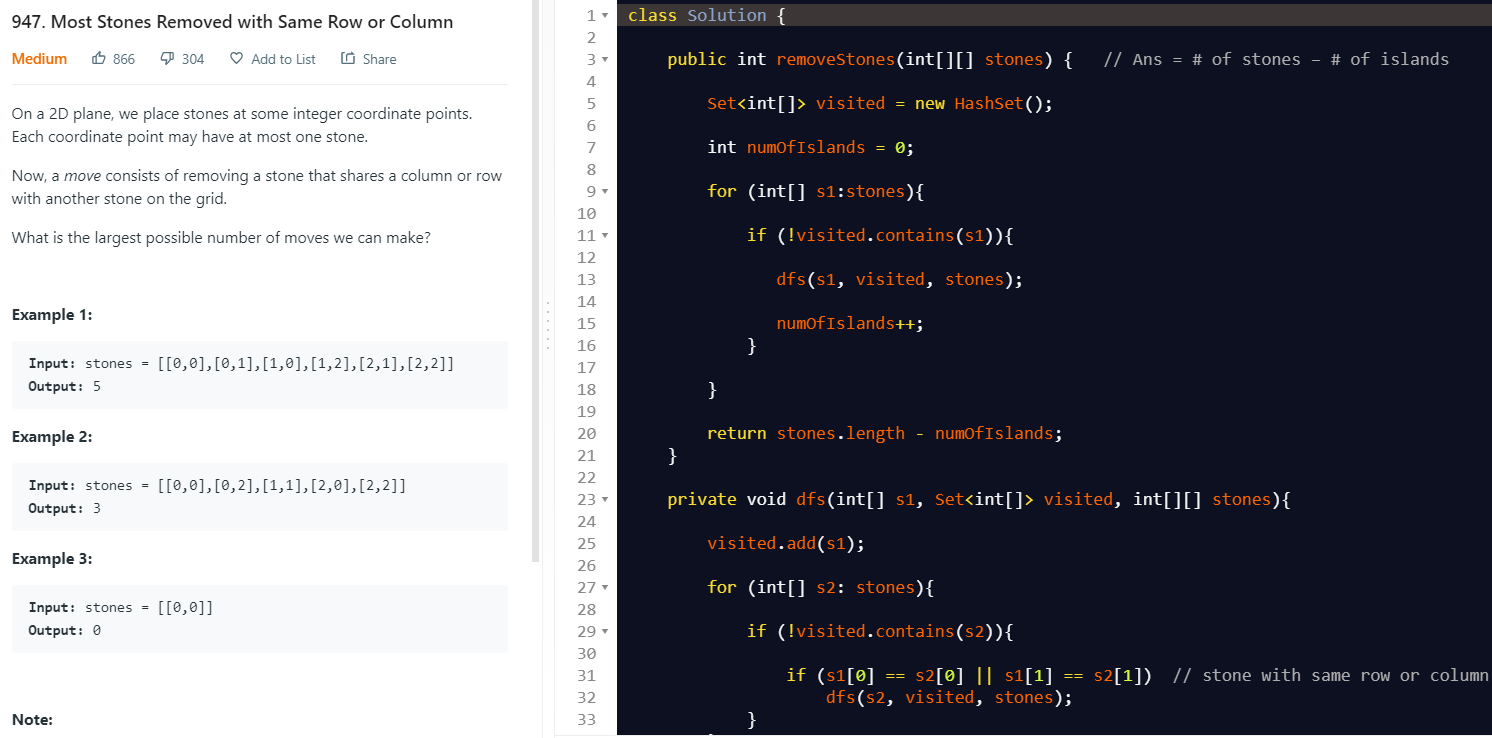 947. Most Stones Removed with Same Row or Column
Medium 866 304 Add to List Share
On a 2D plane, we place stones at some integer coordinate points.
Each coordinate point may have at most one stone.
Now, a move consists of removing a stone that shares a column or row
with another stone on the grid.
What is the largest possible number of moves we can make?
Example 1:
Input: stones = [[0,0],[0,1],[1,0],[1,2],[2,1],[2,2]]
Output: 5
Example 2:
Input: stones = [[0,0],[0,2],[1,1],[2,0],[2,2]]
Output: 3
Example 3:
Input: stones = [[0,0]]
Output: 0
Note:
1 class Solution {
2
3 public int removeStones(int[][] stones) { // Ans = # of stones – # of islands
4
5 Set<int[]> visited = new HashSet();
6
7 int numOfIslands = 0;
8
9 for (int[] s1:stones){
10
11 if (!visited.contains(s1)){
12
13 dfs(s1, visited, stones);
14
15 numOfIslands++;
16 }
17
18 }
19
20 return stones.length - numOfIslands;
21 }
22
23 private void dfs(int[] s1, Set<int[]> visited, int[][] stones){
24
25 visited.add(s1);
26
27 for (int[] s2: stones){
28
29 if (!visited.contains(s2)){
30
31 if (s1[0] == s2[0] || s1[1] == s2[1]) // stone with same row or column
32 dfs(s2, visited, stones);
33 }